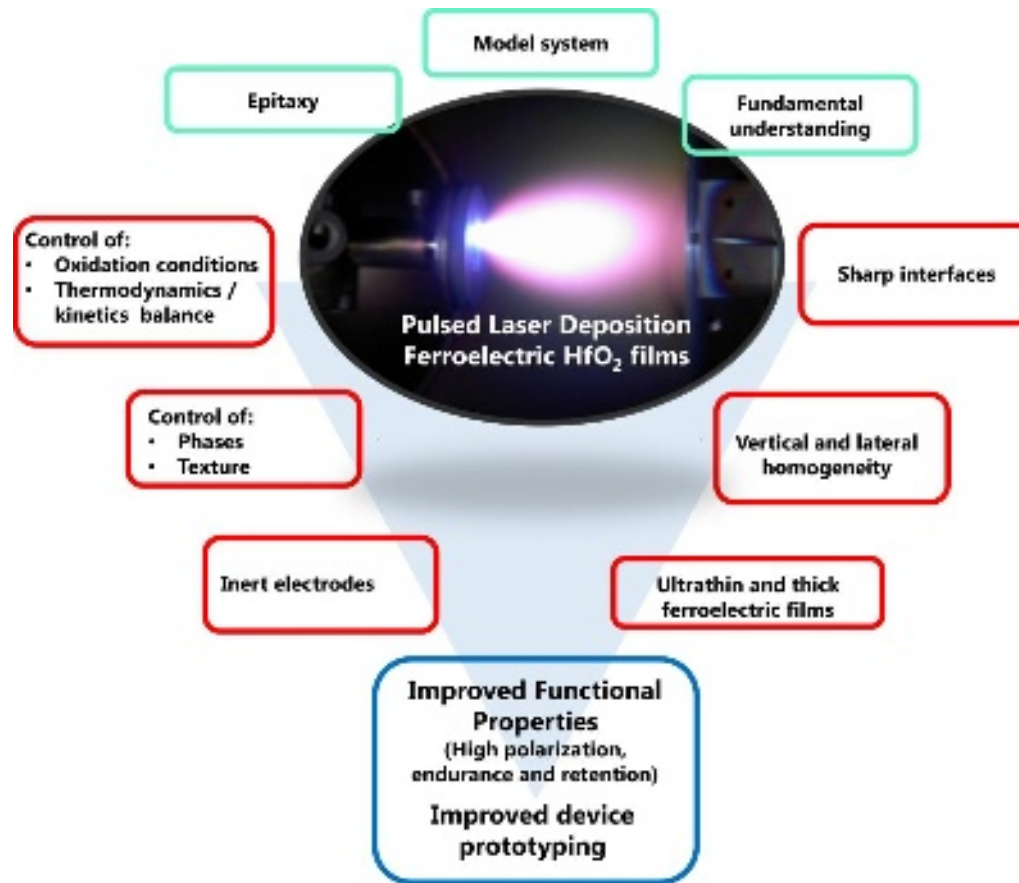 Model system
Epitaxy
Fundamental
understanding
Control of:
• Oxidation conditions
• Thermodynamics /
kinetics balance
Sharp interfaces
Pulsed Laser Deposition
Ferroelectric HfO₂ films
Control of:
• Phases
• Texture
Vertical and lateral
homogeneity
Inert electrodes
Ultrathin and thick
ferroelectric films
Improved Functional
Properties
(High polarization,
endurance and retention)
Improved device
prototyping